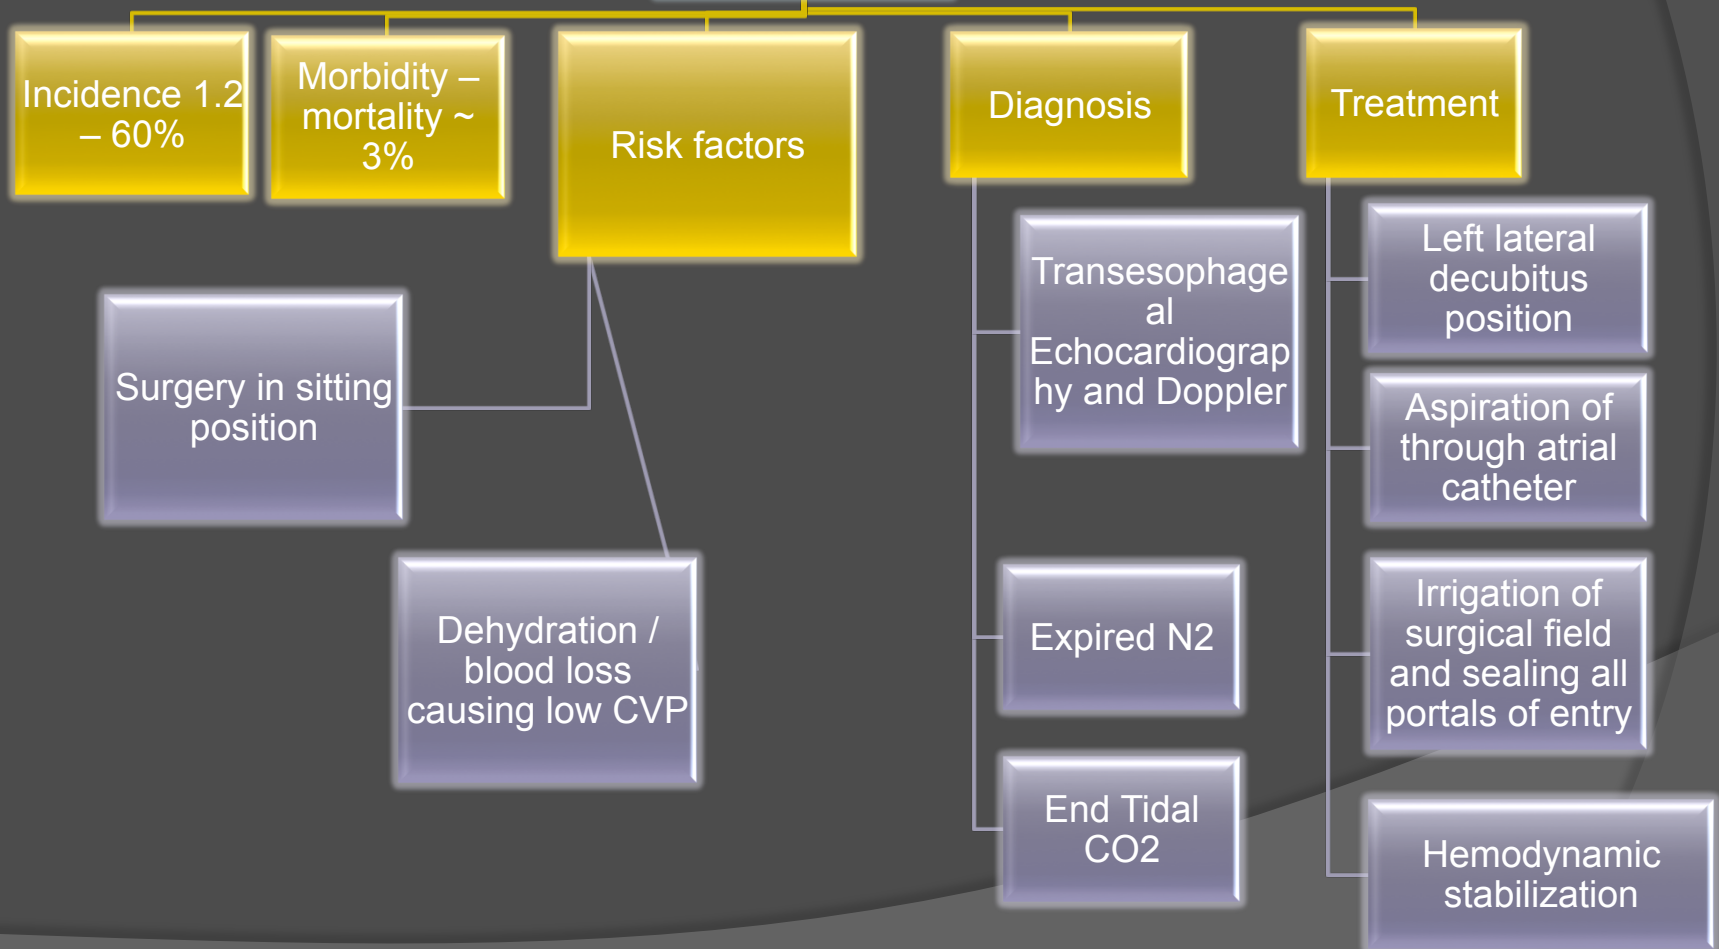 Incidence 1.2
– 60%
Morbidity –
mortality ~
3%
Risk factors
Surgery in sitting
position
Dehydration /
blood loss
causing low CVP
Diagnosis
Transesophage
al
Echocardiograp
hy and Doppler
Expired N2
End Tidal
CO2
Treatment
Left lateral
decubitus
position
Aspiration of
through atrial
catheter
Irrigation of
surgical field
and sealing all
portals of entry
Hemodynamic
stabilization